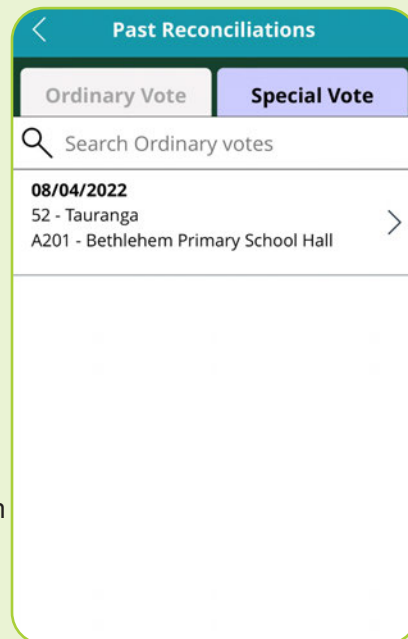 Past Reconciliations
Ordinary Vote
Special Vote
Search Ordinary votes
08/04/2022
52 - Tauranga
A201 - Bethlehem Primary School Hall